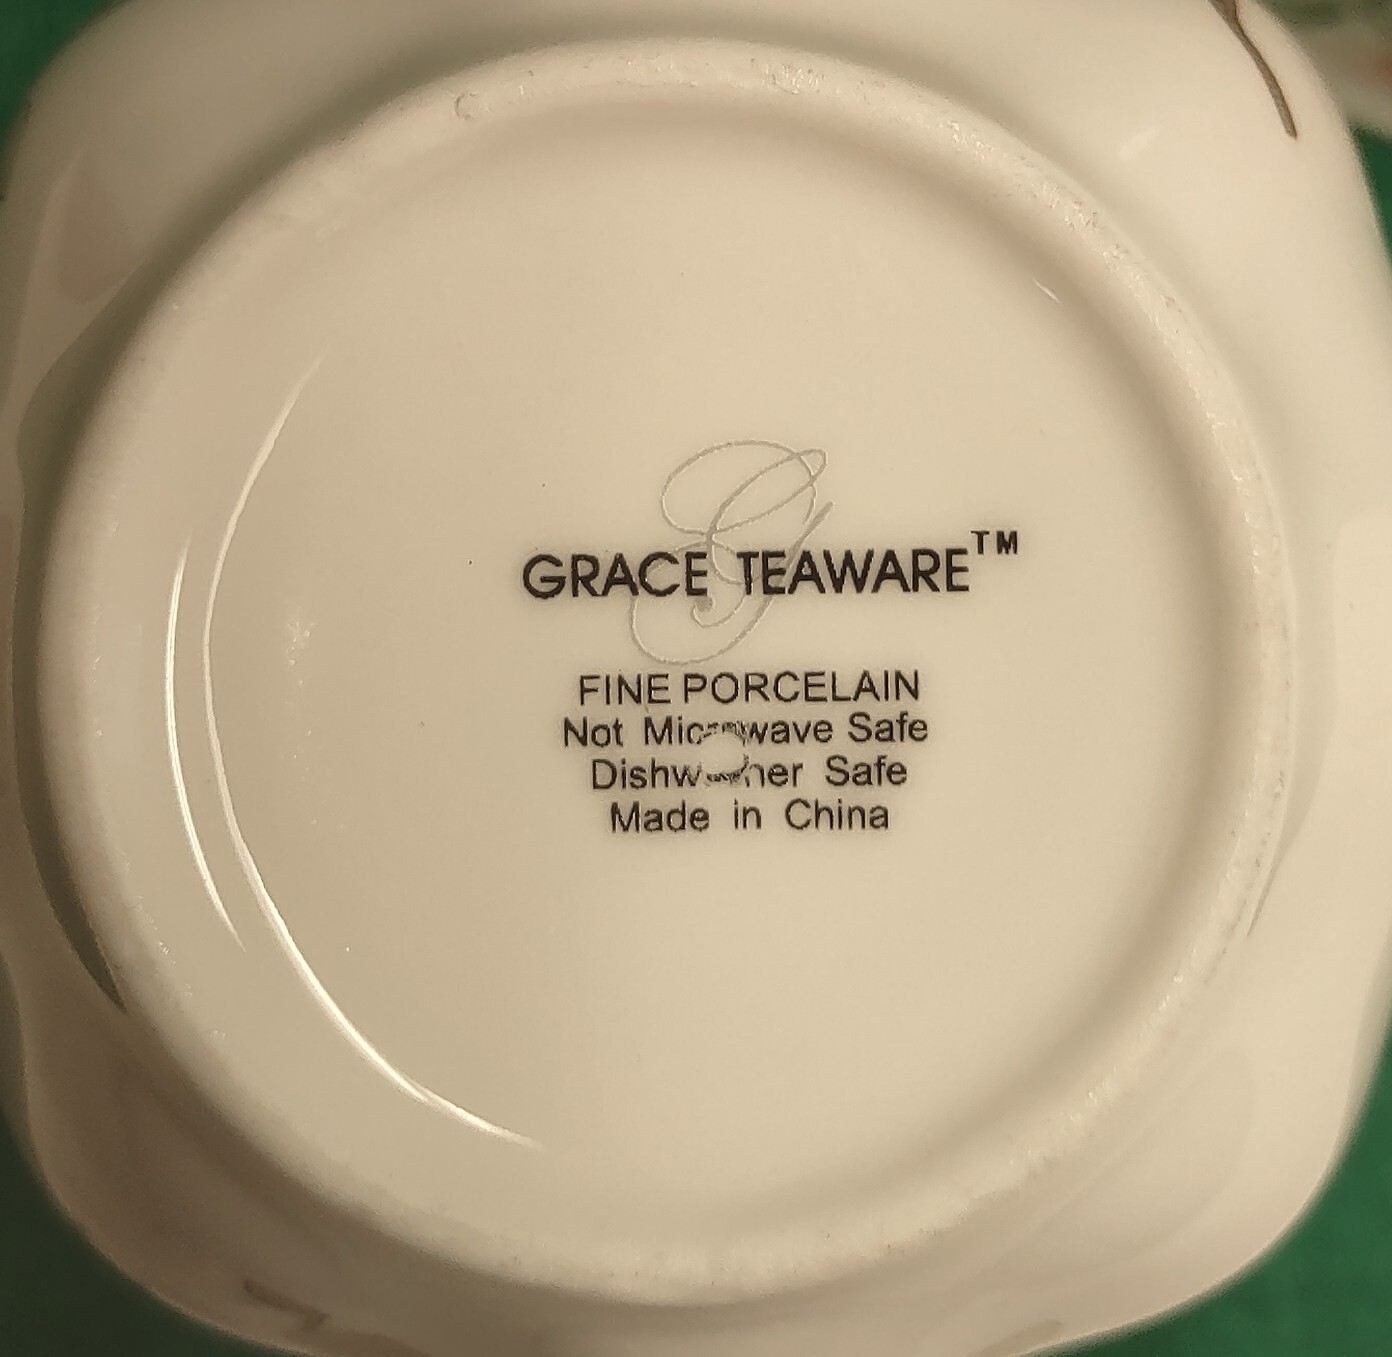 GRACE TEAWARE™
FINE PORCELAIN
Not Microwave Safe
Dishwasher Safe
Made in China